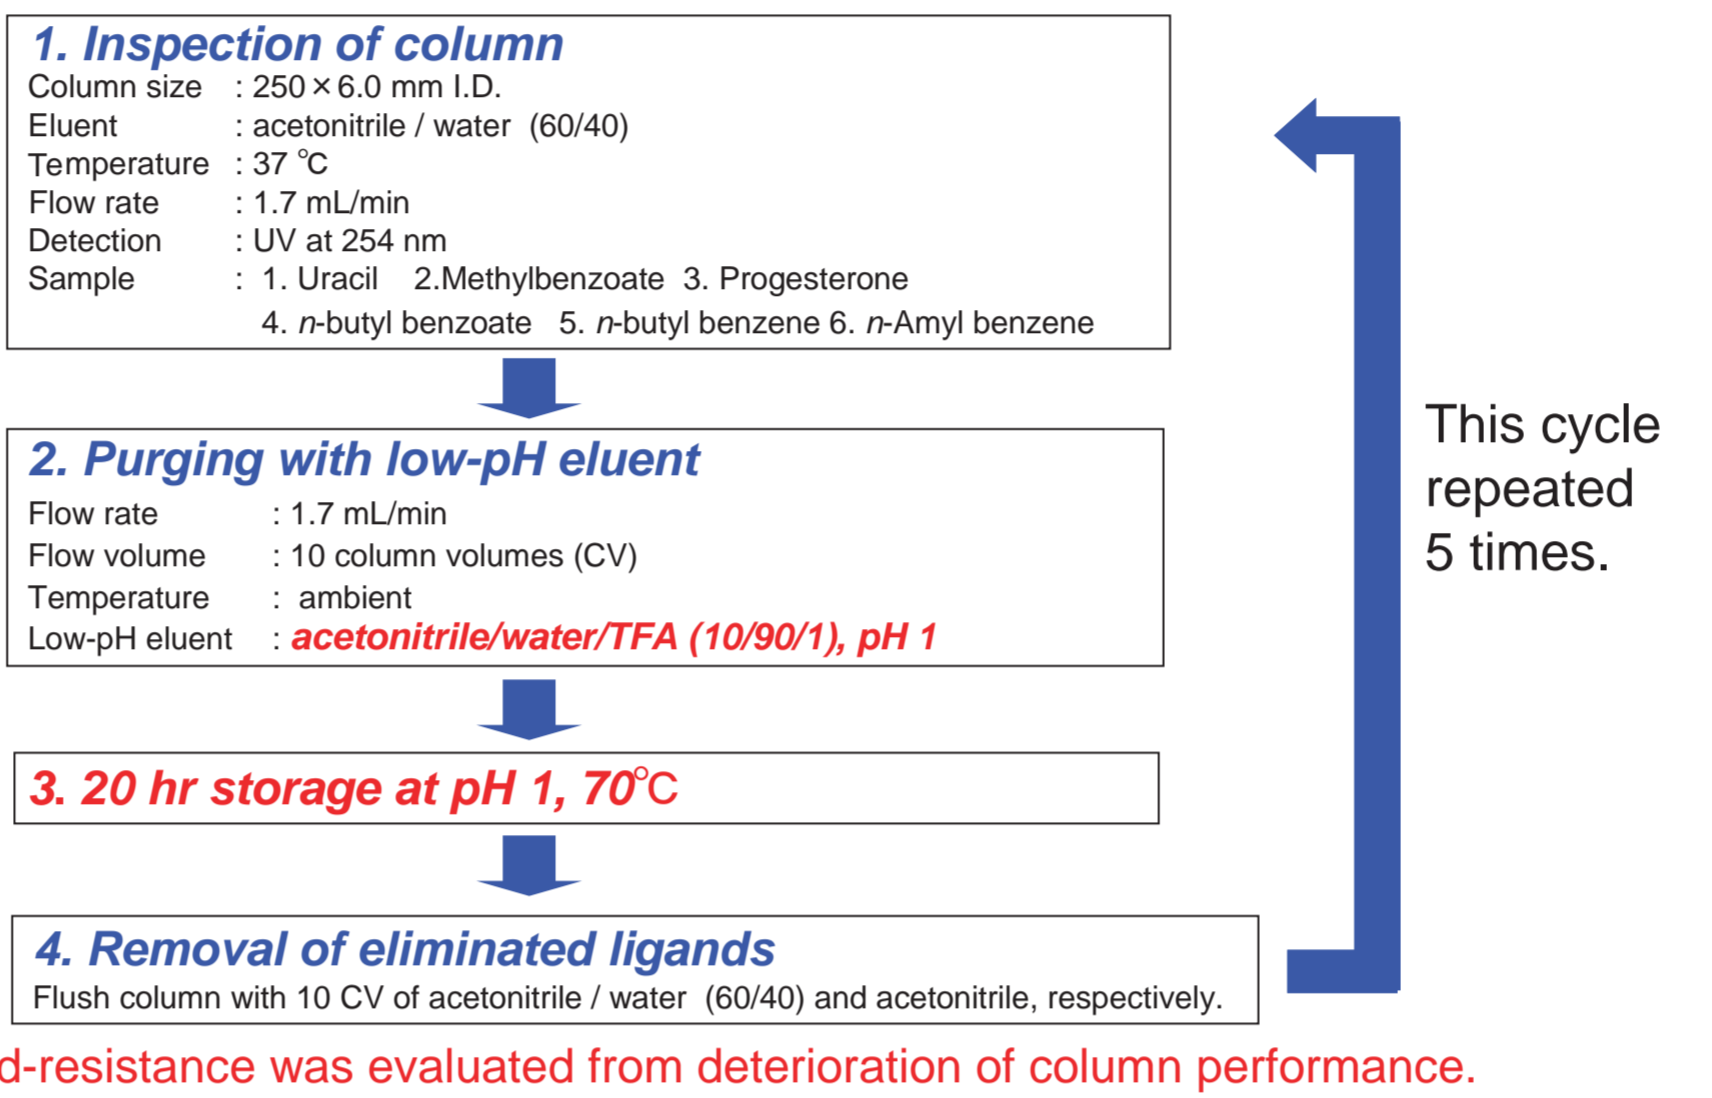 1. Inspection of column
Column size : 250×6.0 mm I.D.
Eluent : acetonitrile / water (60/40)
Temperature : 37 ℃
Flow rate : 1.7 mL/min
Detection : UV at 254 nm
Sample : 1. Uracil 2.Methylbenzoate 3. Progesterone
4. n-butyl benzoate 5. n-butyl benzene 6. n-Amyl benzene
2. Purging with low-pH eluent
Flow rate : 1.7 mL/min
Flow volume : 10 column volumes (CV)
Temperature : ambient
Low-pH eluent : acetonitrile/water/TFA (10/90/1), pH 1
3. 20 hr storage at pH 1, 70℃
4. Removal of eliminated ligands
Flush column with 10 CV of acetonitrile / water (60/40) and acetonitrile, respectively.
This cycle
repeated
5 times.
d-resistance was evaluated from deterioration of column performance.